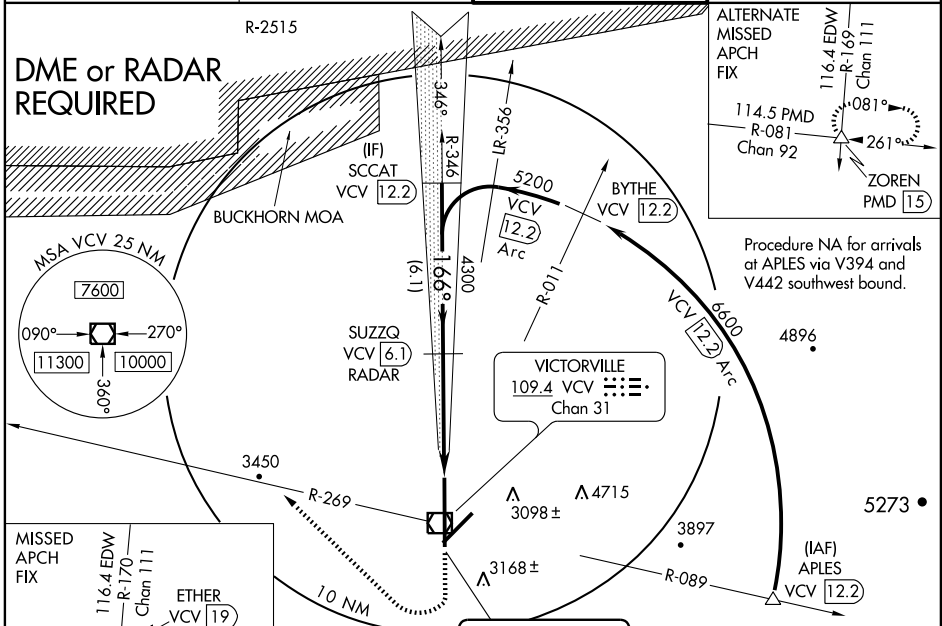 R-2515
DME or RADAR
REQUIRED
BUCKHORN MOA
(IF)
SCCAT
VCV 12.2
346°
R-346
LR-356
5200
VCV
12.2
Arc
BYTHE
VCV 12.2
R-011
166°
(6.1)
4300
SUZZQ
VCV 6.1
RADAR
ALTERNATE
MISSED
APCH
FIX
116.4 EDW
R-169
Chan 111
114.5 PMD
R-081
Chan 92
081°
261°
ZOREN
PMD 15
Procedure NA for arrivals
at APLES via V394 and
V442 southwest bound.
6600
VCV 12.2 Arc
4896
MSA VCV 25 NM
7600
090°
270°
11300
10000
360°
VICTORVILLE
109.4 VCV
Chan 31
3450
R-269
3098 ±
4715
5273
3897
3168 ±
R-089
(IAF)
APLES
VCV 12.2
10 NM
MISSED
APCH
FIX
116.4 EDW
R-170
Chan 111
ETHER
VCV 19